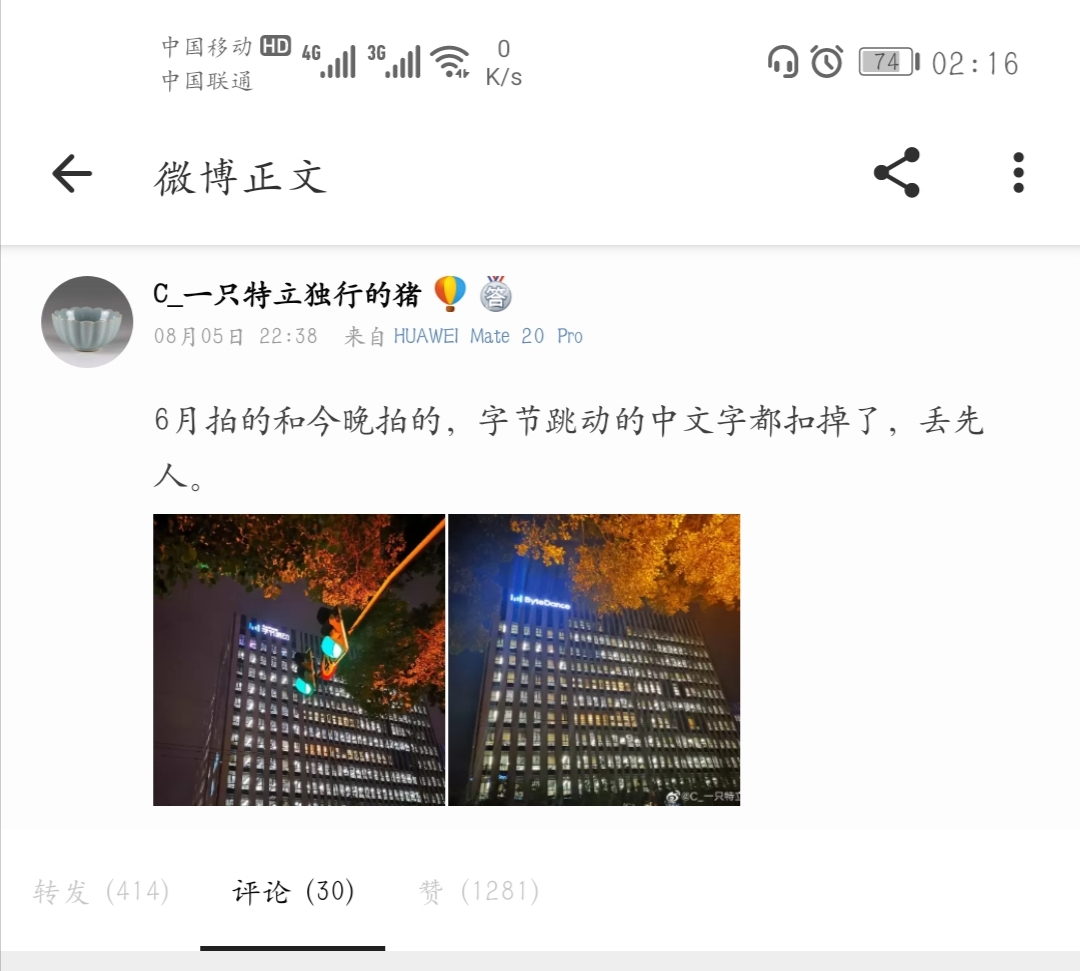 中国移动 HD 4G 3G 0 74 02:16
中国联通 K/s
微博正文
C_一只特立独行的猪 答
08月05日 22:38 来自 HUAWEI Mate 20 Pro
6月拍的和今晚拍的，字节跳动的中文字都扣掉了，丢先
人。
字节跳动
ByteDance
@C_一只特立
转发 (414) 评论 (30) 赞 (1281)